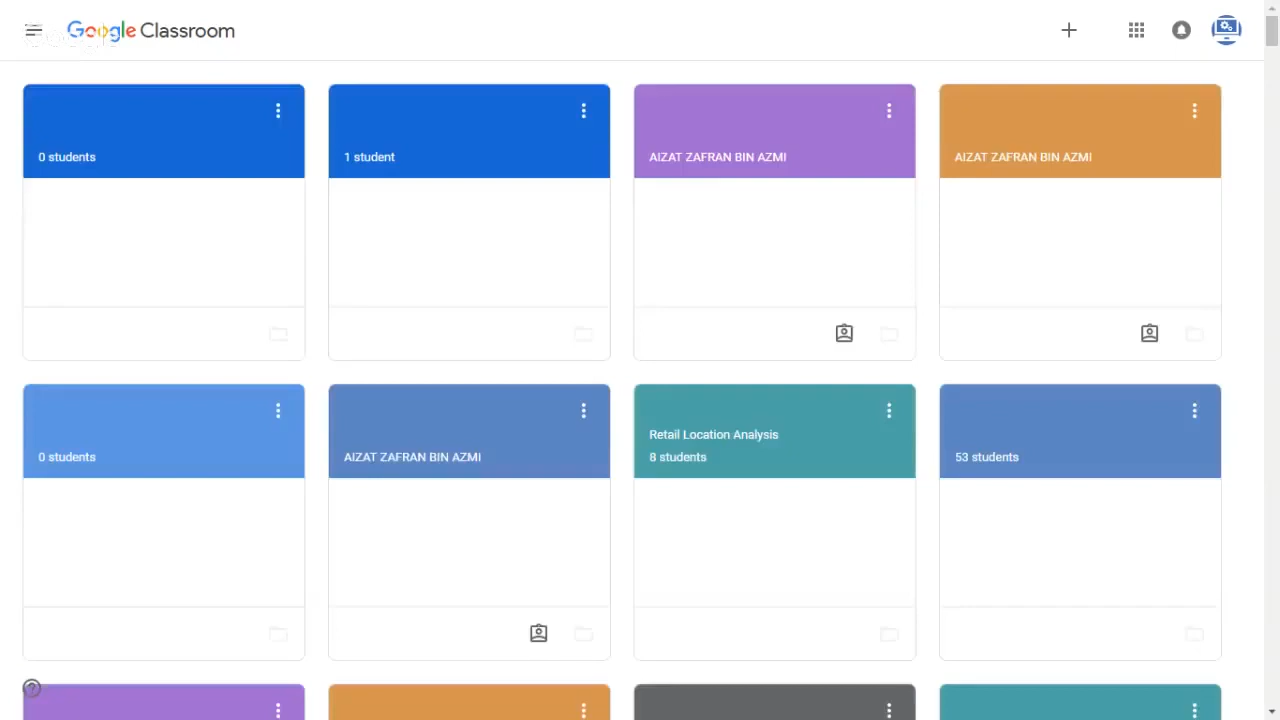 Google Classroom
0 students
1 student
AIZAT ZAFRAN BIN AZMI
AIZAT ZAFRAN BIN AZMI
0 students
AIZAT ZAFRAN BIN AZMI
Retail Location Analysis
8 students
53 students